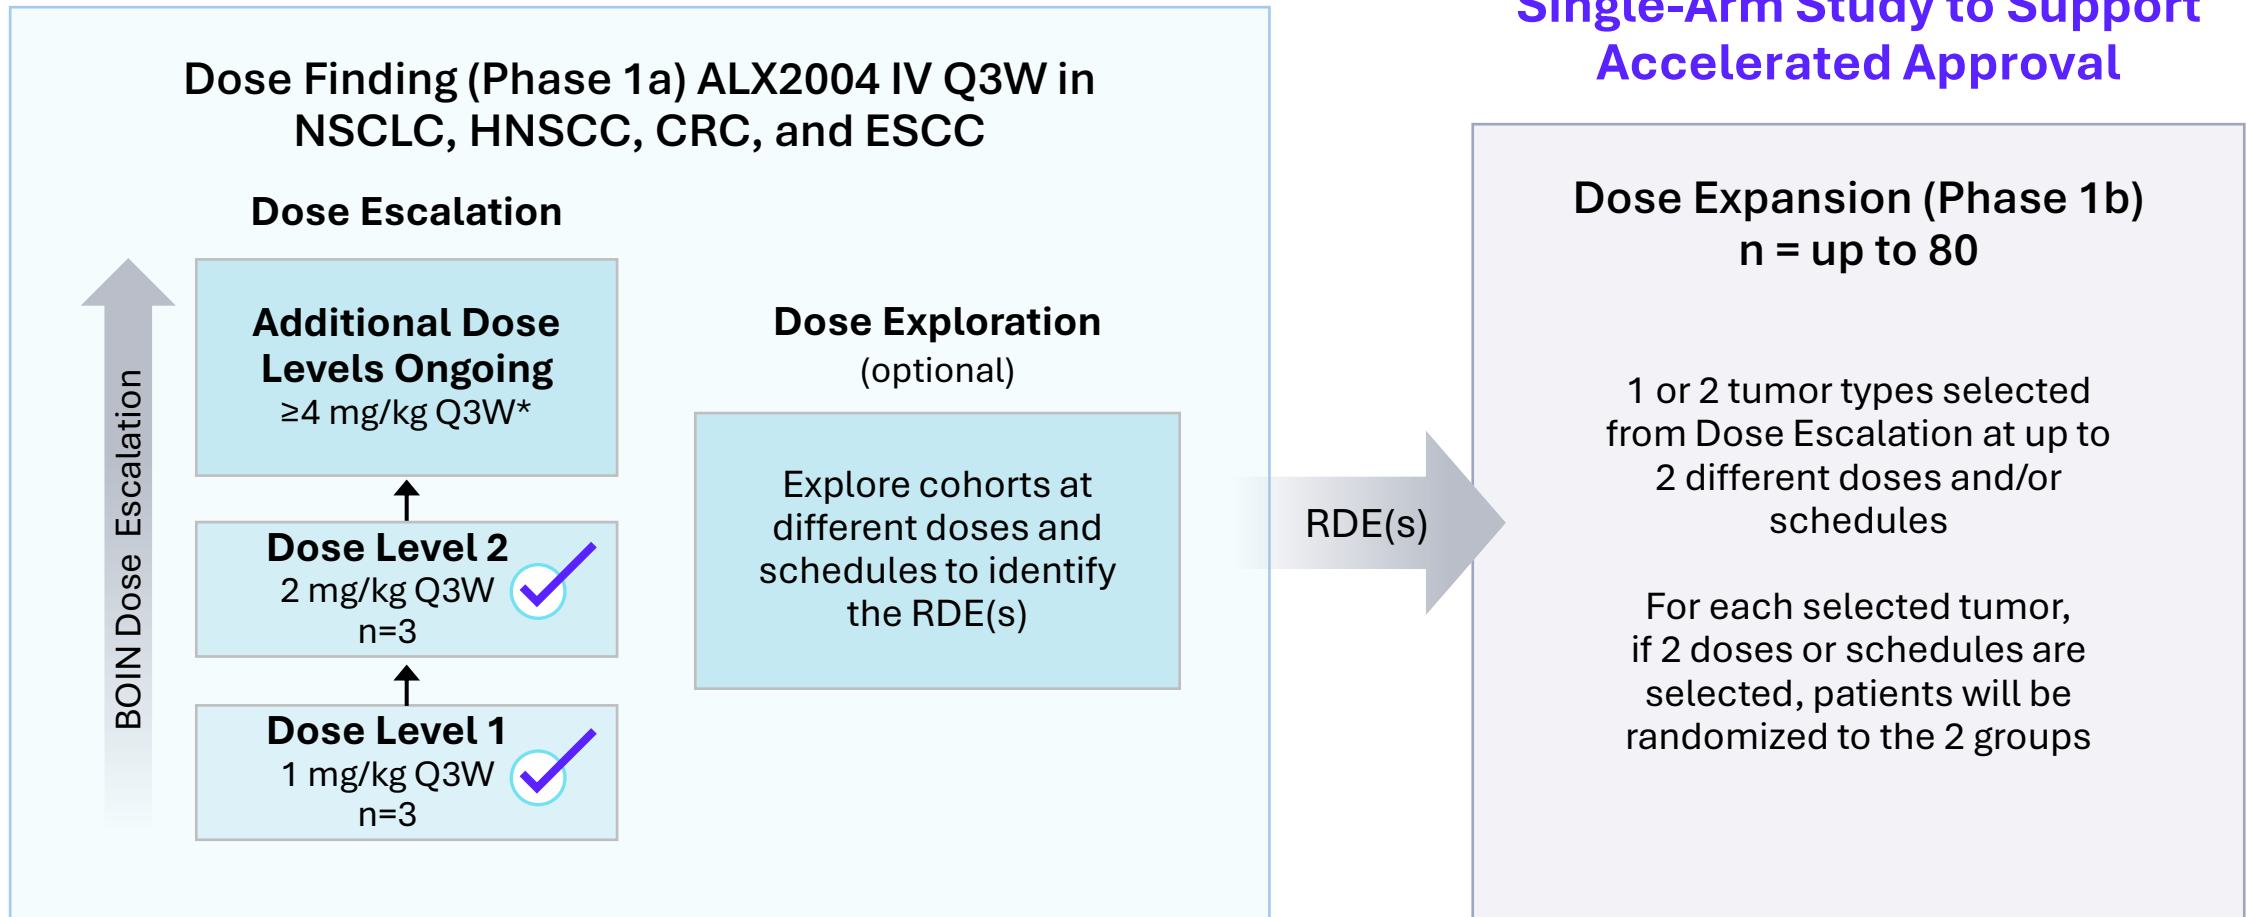 Single-Arm Study to Support
Accelerated Approval
Dose Finding (Phase 1a) ALX2004 IV Q3W in
NSCLC, HNSCC, CRC, and ESCC
Dose Escalation
BOIN Dose Escalation
Additional Dose
Levels Ongoing
≥4 mg/kg Q3W*
Dose Level 2
2 mg/kg Q3W
n=3
Dose Level 1
1 mg/kg Q3W
n=3
Dose Exploration
(optional)
Explore cohorts at
different doses and
schedules to identify
the RDE(s)
RDE(s)
Dose Expansion (Phase 1b)
n = up to 80
1 or 2 tumor types selected
from Dose Escalation at up to
2 different doses and/or
schedules
For each selected tumor,
if 2 doses or schedules are
selected, patients will be
randomized to the 2 groups